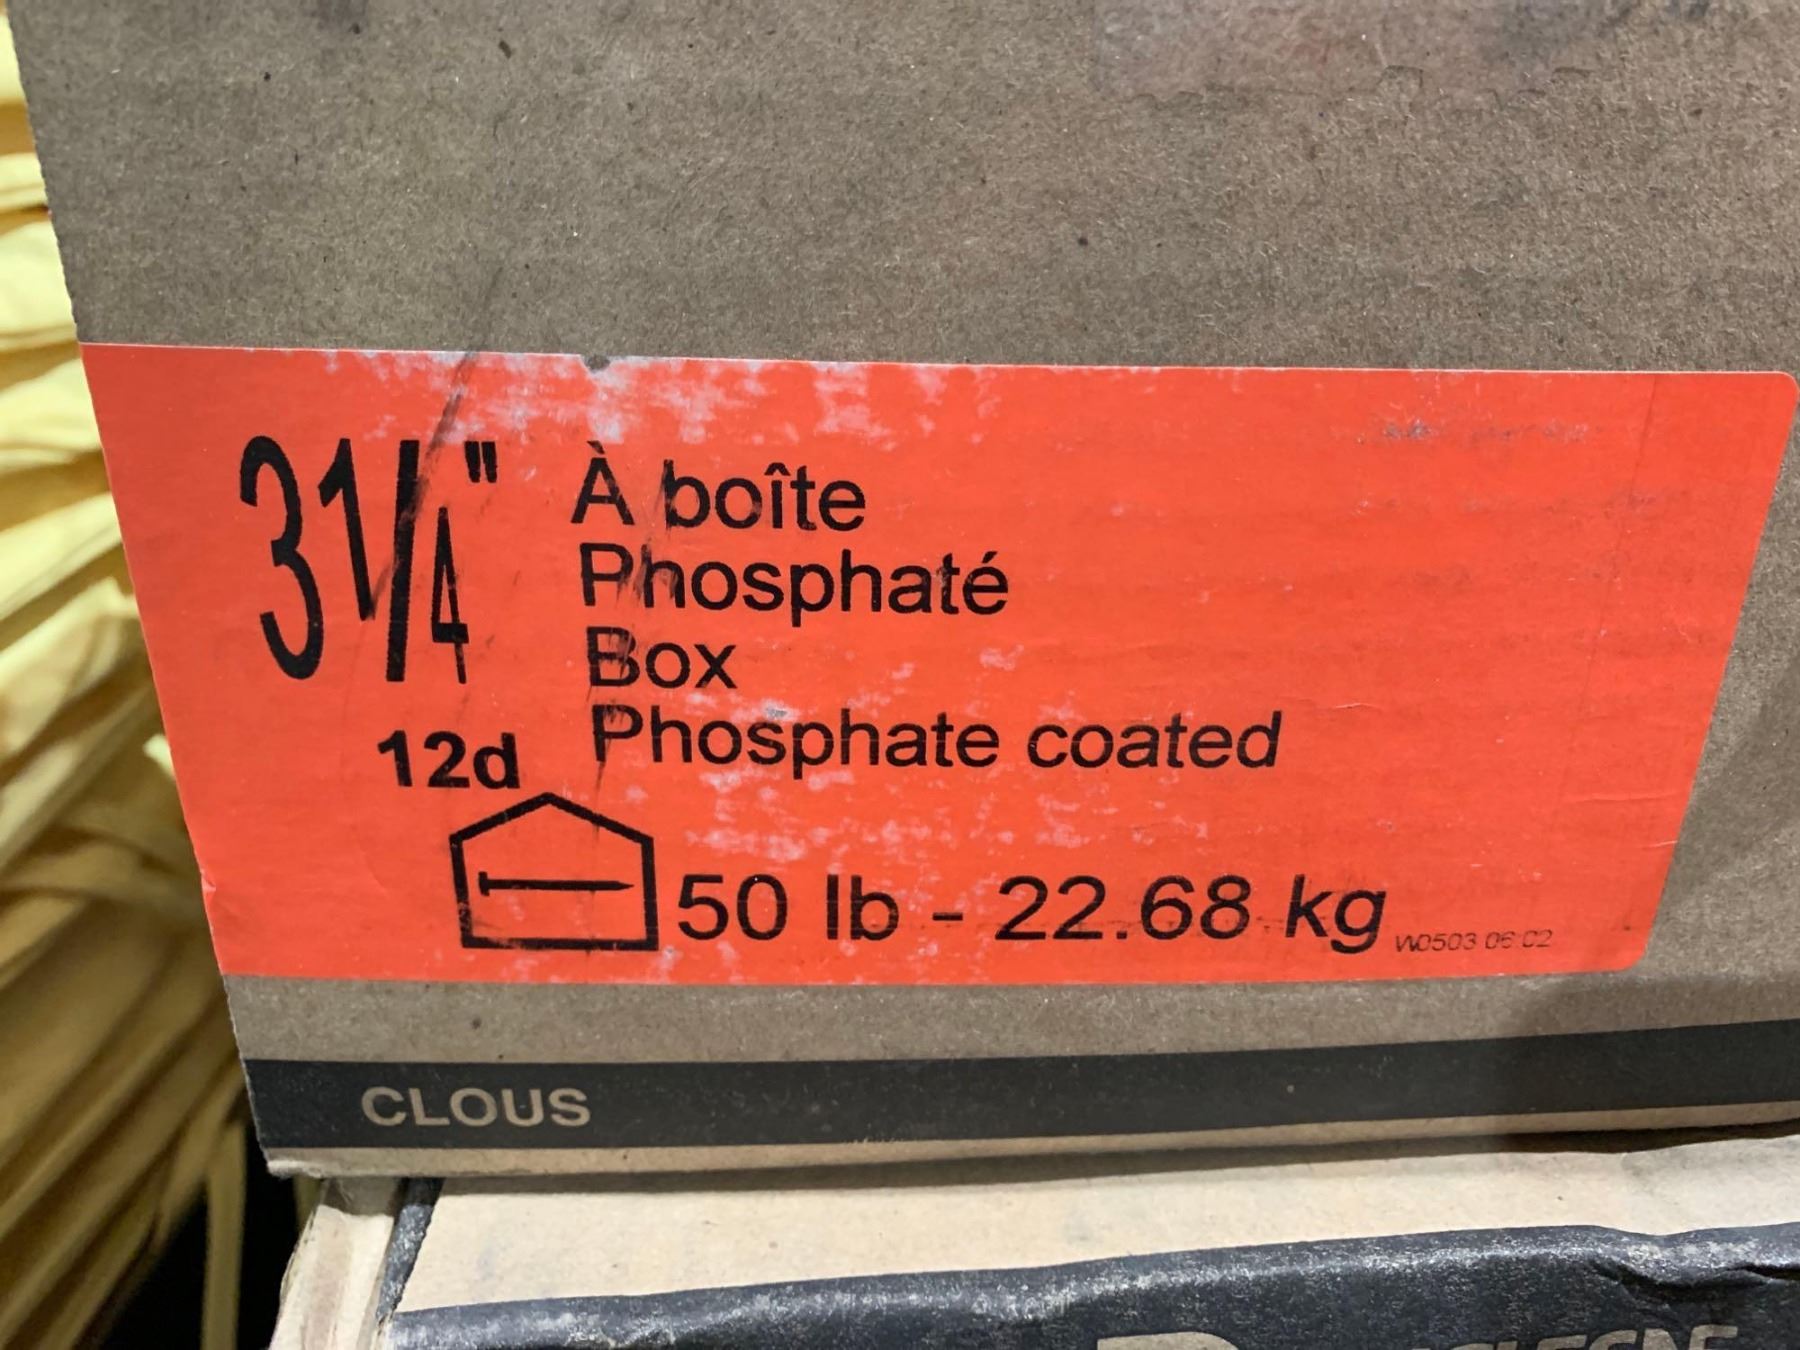 3 1/4"
À boîte
Phosphaté
Box
Phosphate coated
12d
50 lb - 22.68 kg
W0503 06.02
CLOUS